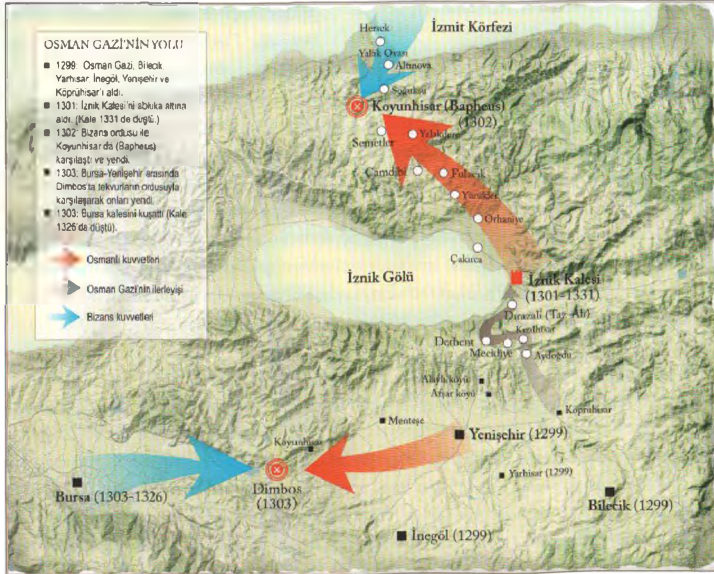 OSMAN GAZİ'NİN YOLU
1299: Osman Gazi, Bilecik,
Yarhisar, İnegöl, Yenişehir ve
Köprühisar'ı aldı.
1301: İznik Kalesi'ni abluka altına
aldı. (Kale 1331'de düştü.)
1302: Bizans ordusu ile
Koyunhisar'da (Bapheus)
karşılaştı ve yendi.
1303: Bursa-Yenişehir arasında
Dimbos'ta tekvurların ordusuyla
karşılaşarak onları yendi.
1303: Bursa kalesini kuşattı (Kale
1326'da düştü).
Osmanlı kuvvetleri
Osman Gazi'nin ilerleyişi
Bizans kuvvetleri
Hersek
İzmit Körfezi
Yalak Ovası
Altınova
Soğuksu
Koyunhisar (Bapheus)
(1302)
Semetler
Yalakdere
Çamdibi
Fulacık
Orhaniye
Çakırca
İznik Gölü
İznik Kalesi
(1301-1331)
Dırazali (Taz Ali)
Kızılhisar
Derbent
Mecidiye
Aydoğdu
Alaylı köyü
Afşar köyü
Köprühisar
Menteşe
Koyunhisar
Yenişehir (1299)
Yarhisar (1299)
Bursa (1303-1326)
Dimbos
(1303)
Bilecik (1299)
İnegöl (1299)